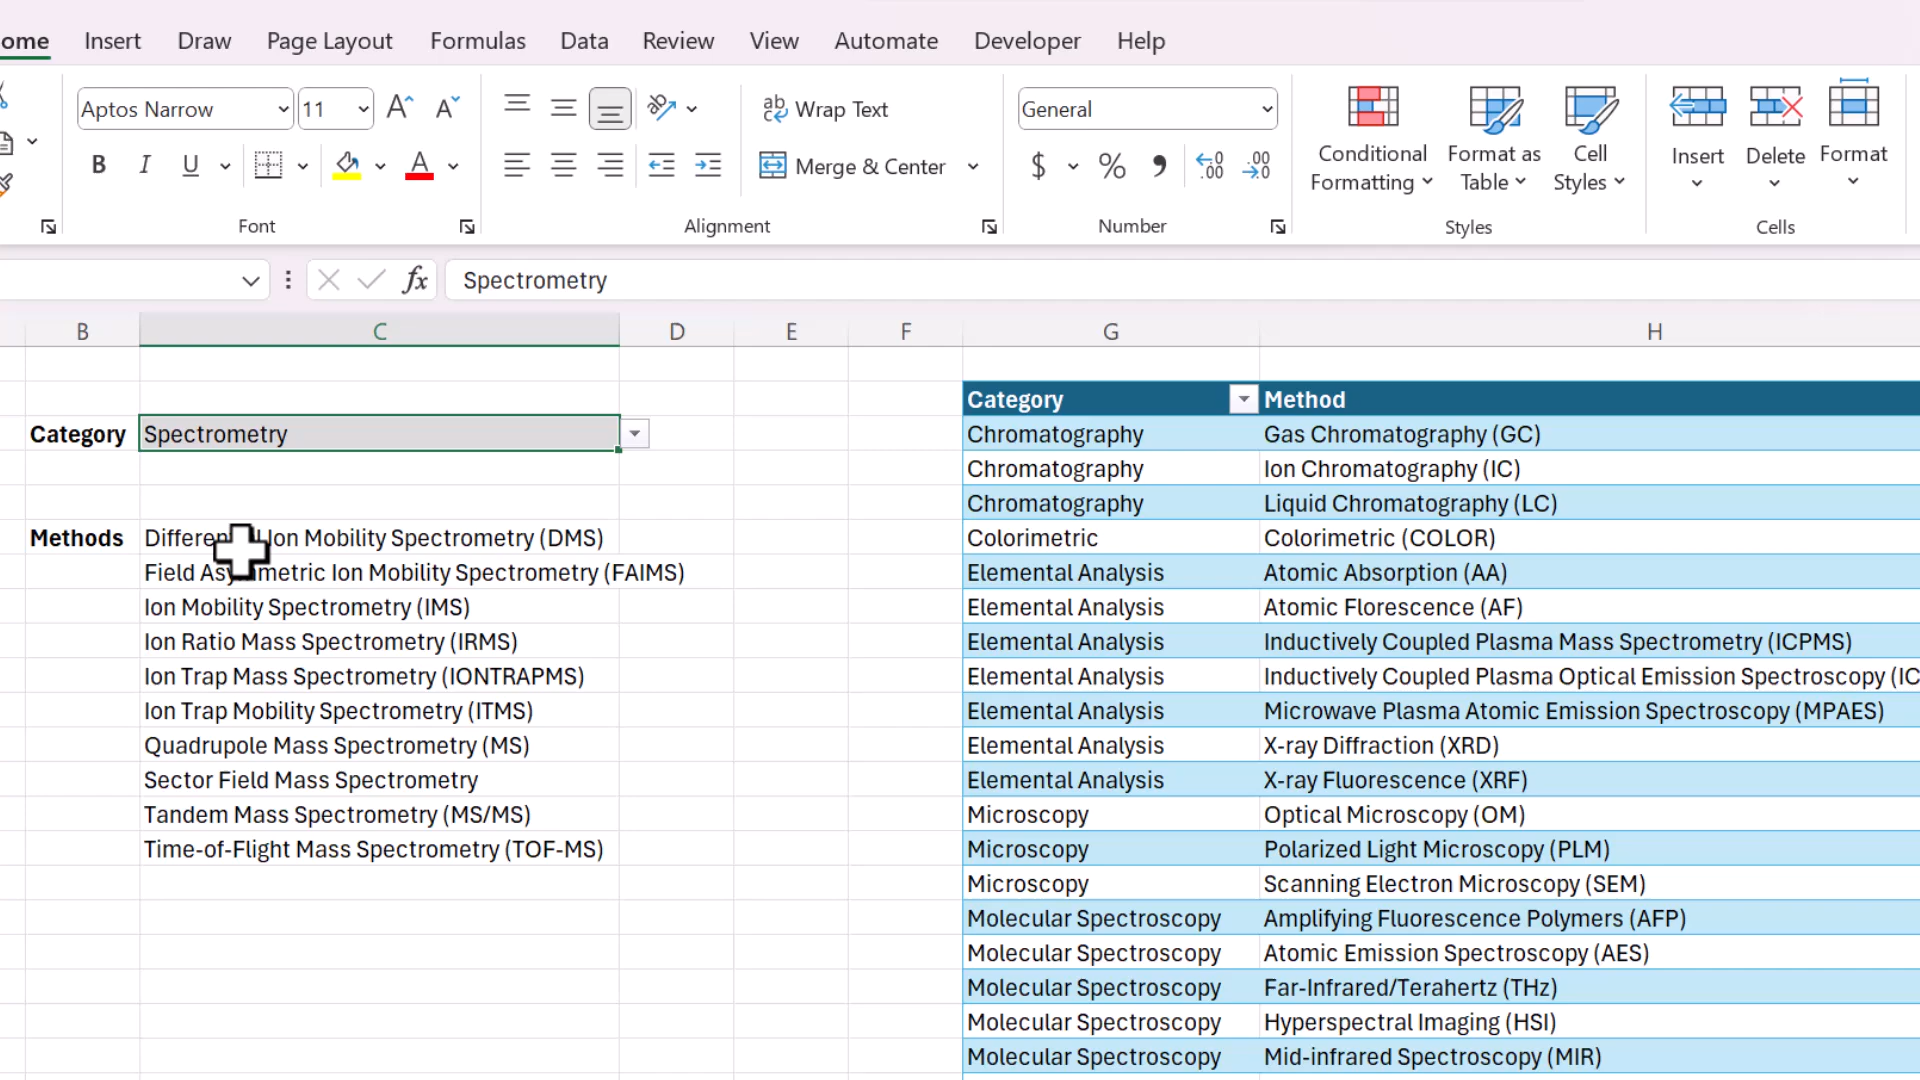 ome Insert Draw Page Layout Formulas Data Review View Automate Developer Help
Aptos Narrow 11 A A ab Wrap Text General
B I U A Merge & Center $ % 9 .00 .00
Conditional Formatting
Format as Table
Cell Styles
Insert Delete Format
Font Alignment Number Styles Cells
fx Spectrometry
B C D E F G H
Category Spectrometry
Methods Differen Ion Mobility Spectrometry (DMS)
Field As metric Ion Mobility Spectrometry (FAIMS)
Ion Mobility Spectrometry (IMS)
Ion Ratio Mass Spectrometry (IRMS)
Ion Trap Mass Spectrometry (IONTRAPMS)
Ion Trap Mobility Spectrometry (ITMS)
Quadrupole Mass Spectrometry (MS)
Sector Field Mass Spectrometry
Tandem Mass Spectrometry (MS/MS)
Time-of-Flight Mass Spectrometry (TOF-MS)
Category Method
Chromatography Gas Chromatography (GC)
Chromatography Ion Chromatography (IC)
Chromatography Liquid Chromatography (LC)
Colorimetric Colorimetric (COLOR)
Elemental Analysis Atomic Absorption (AA)
Elemental Analysis Atomic Florescence (AF)
Elemental Analysis Inductively Coupled Plasma Mass Spectrometry (ICPMS)
Elemental Analysis Inductively Coupled Plasma Optical Emission Spectroscopy (IC
Elemental Analysis Microwave Plasma Atomic Emission Spectroscopy (MPAES)
Elemental Analysis X-ray Diffraction (XRD)
Elemental Analysis X-ray Fluorescence (XRF)
Microscopy Optical Microscopy (OM)
Microscopy Polarized Light Microscopy (PLM)
Microscopy Scanning Electron Microscopy (SEM)
Molecular Spectroscopy Amplifying Fluorescence Polymers (AFP)
Molecular Spectroscopy Atomic Emission Spectroscopy (AES)
Molecular Spectroscopy Far-Infrared/Terahertz (THz)
Molecular Spectroscopy Hyperspectral Imaging (HSI)
Molecular Spectroscopy Mid-infrared Spectroscopy (MIR)